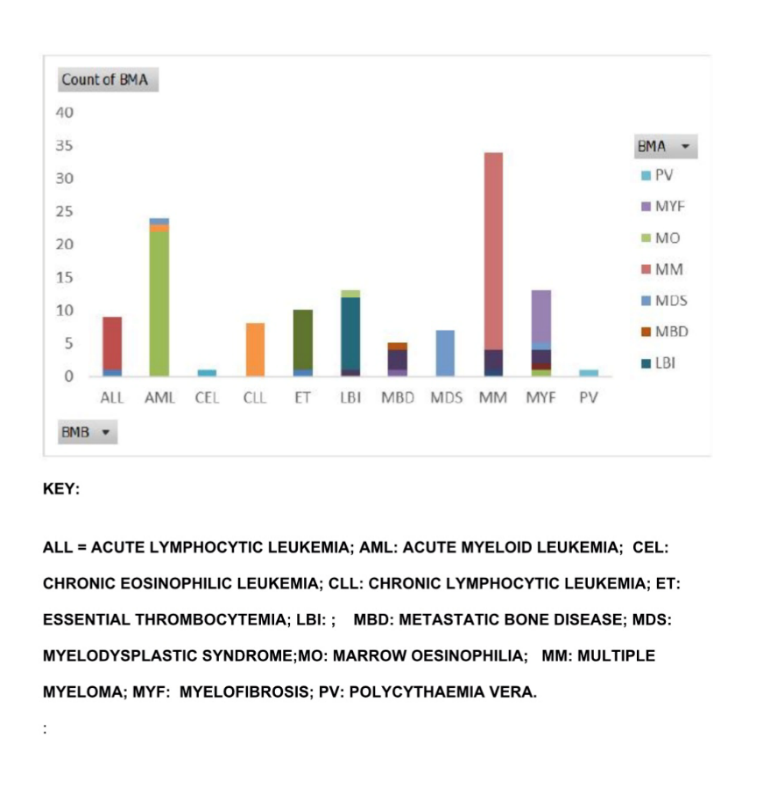 Count of BMA
40
35
30
25
20
15
10
5
0
ALL AML CEL CLL ET LBI MBD MDS MM MYF PV
BMB
BMA
PV
MYF
MO
MM
MDS
MBD
LBI
KEY:
ALL = ACUTE LYMPHOCYTIC LEUKEMIA; AML: ACUTE MYELOID LEUKEMIA; CEL:
CHRONIC EOSINOPHILIC LEUKEMIA; CLL: CHRONIC LYMPHOCYTIC LEUKEMIA; ET:
ESSENTIAL THROMBOCYTEMIA; LBI: ; MBD: METASTATIC BONE DISEASE; MDS:
MYELODYSPLASTIC SYNDROME;MO: MARROW OESINOPHILIA; MM: MULTIPLE
MYELOMA; MYF: MYELOFIBROSIS; PV: POLYCYTHAEMIA VERA.
: